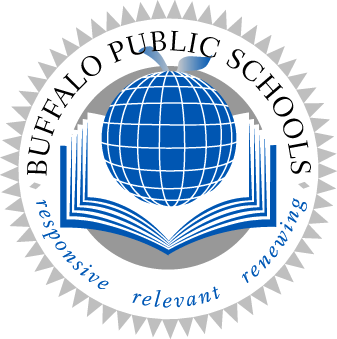 BUFFALO PUBLIC SCHOOLS
responsive relevant renewing